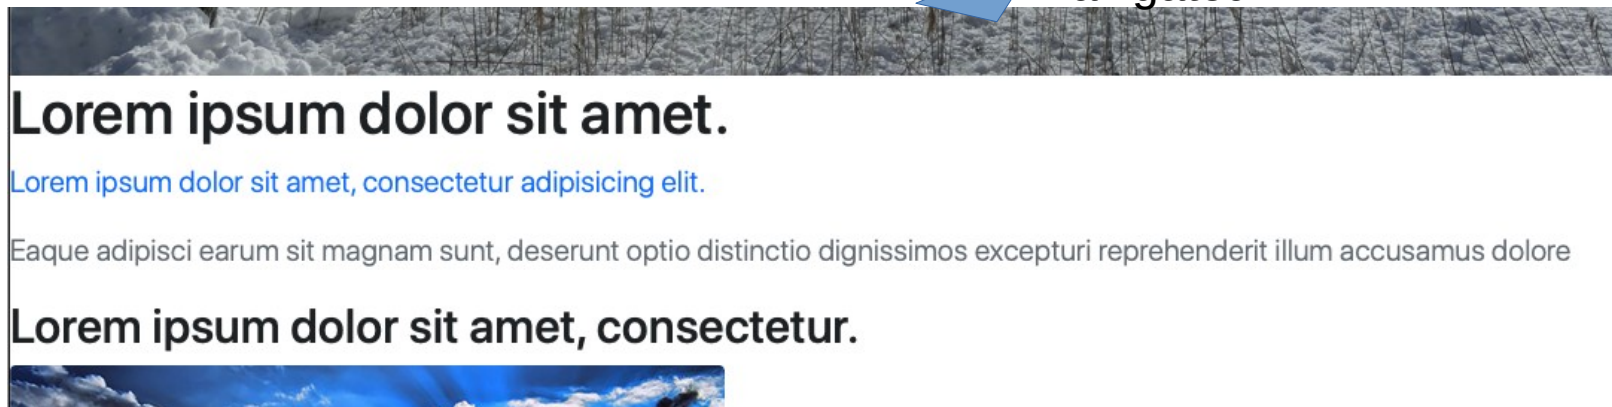 Lorem ipsum dolor sit amet.
Lorem ipsum dolor sit amet, consectetur adipisicing elit.
Eaque adipisci earum sit magnam sunt, deserunt optio distinctio dignissimos excepturi reprehenderit illum accusamus dolore
Lorem ipsum dolor sit amet, consectetur.